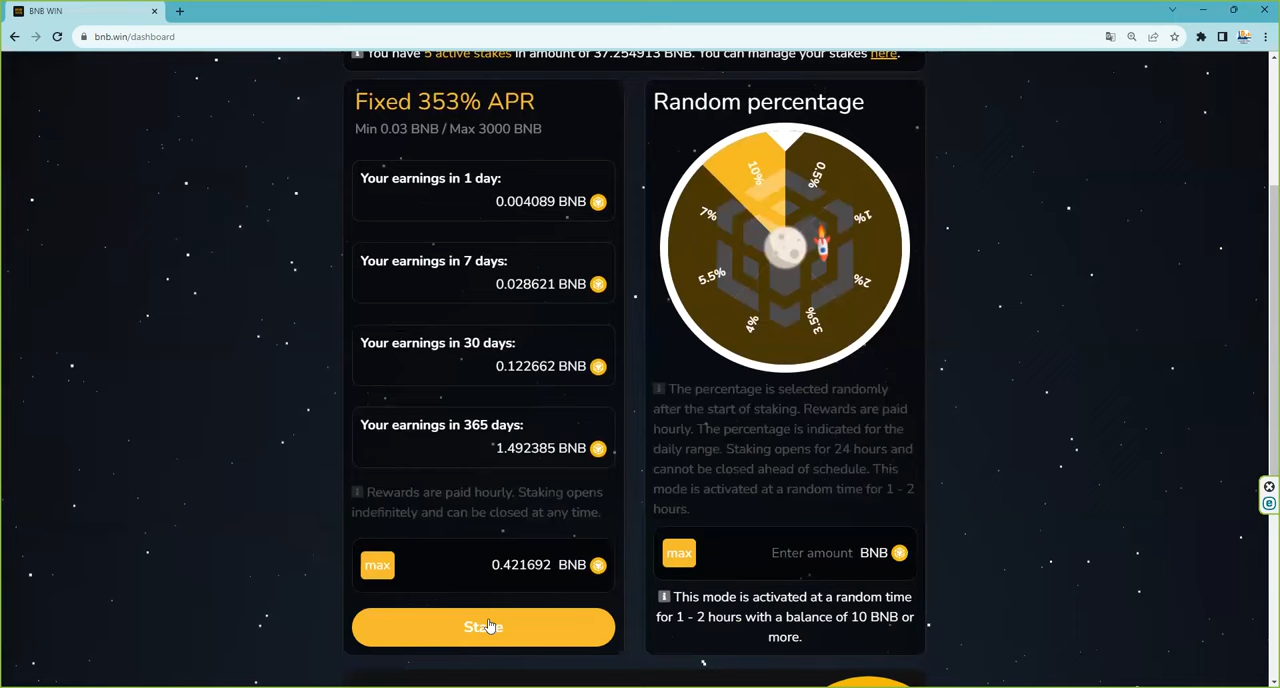 BNB WIN
bnb.win/dashboard
You have 5 active stakes in amount of 37.254913 BNB. You can manage your stakes here.
Fixed 353% APR
Min 0.03 BNB / Max 3000 BNB
Your earnings in 1 day:
0.004089 BNB
Your earnings in 7 days:
0.028621 BNB
Your earnings in 30 days:
0.122662 BNB
Your earnings in 365 days:
1.492385 BNB
Rewards are paid hourly. Staking opens
indefinitely and can be closed at any time.
max
0.421692 BNB
Stake
Random percentage
10%
0.5%
1%
2%
3.5%
4%
5.5%
7%
The percentage is selected randomly
after the start of staking. Rewards are paid
hourly. The percentage is indicated for the
daily range. Staking opens for 24 hours and
cannot be closed ahead of schedule. This
mode is activated at a random time for 1 - 2
hours.
max
Enter amount BNB
This mode is activated at a random time
for 1 - 2 hours with a balance of 10 BNB or
more.